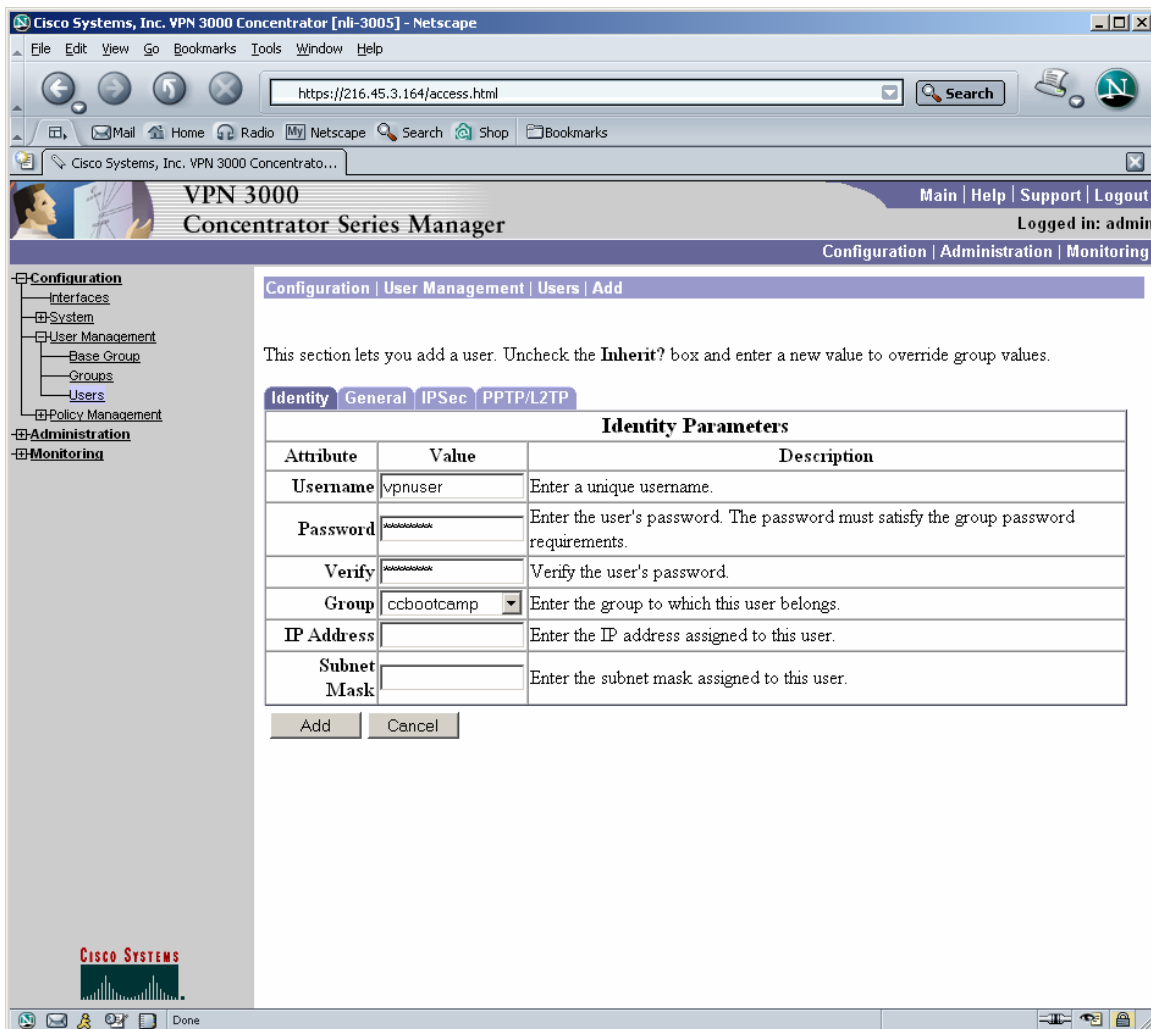 Cisco Systems, Inc. VPN 3000 Concentrator [nli-3005] - Netscape
File Edit View Go Bookmarks Tools Window Help
https://216.45.3.164/access.html
Search
N
Mail Home Radio My Netscape Search Shop Bookmarks
Cisco Systems, Inc. VPN 3000 Concentrato...
VPN 3000
Concentrator Series Manager
Main | Help | Support | Logout
Logged in: admin
Configuration | Administration | Monitoring
Configuration
Interfaces
System
User Management
Base Group
Groups
Users
Policy Management
Administration
Monitoring
Configuration | User Management | Users | Add
This section lets you add a user. Uncheck the Inherit? box and enter a new value to override group values.
Identity General IPSec PPTP/L2TP
Identity Parameters
Attribute Value Description
Username vpnuser Enter a unique username.
Password ********* Enter the user's password. The password must satisfy the group password
requirements.
Verify ********* Verify the user's password.
Group ccbootcamp Enter the group to which this user belongs.
IP Address Enter the IP address assigned to this user.
Subnet
Mask Enter the subnet mask assigned to this user.
Add Cancel
CISCO SYSTEMS
Done